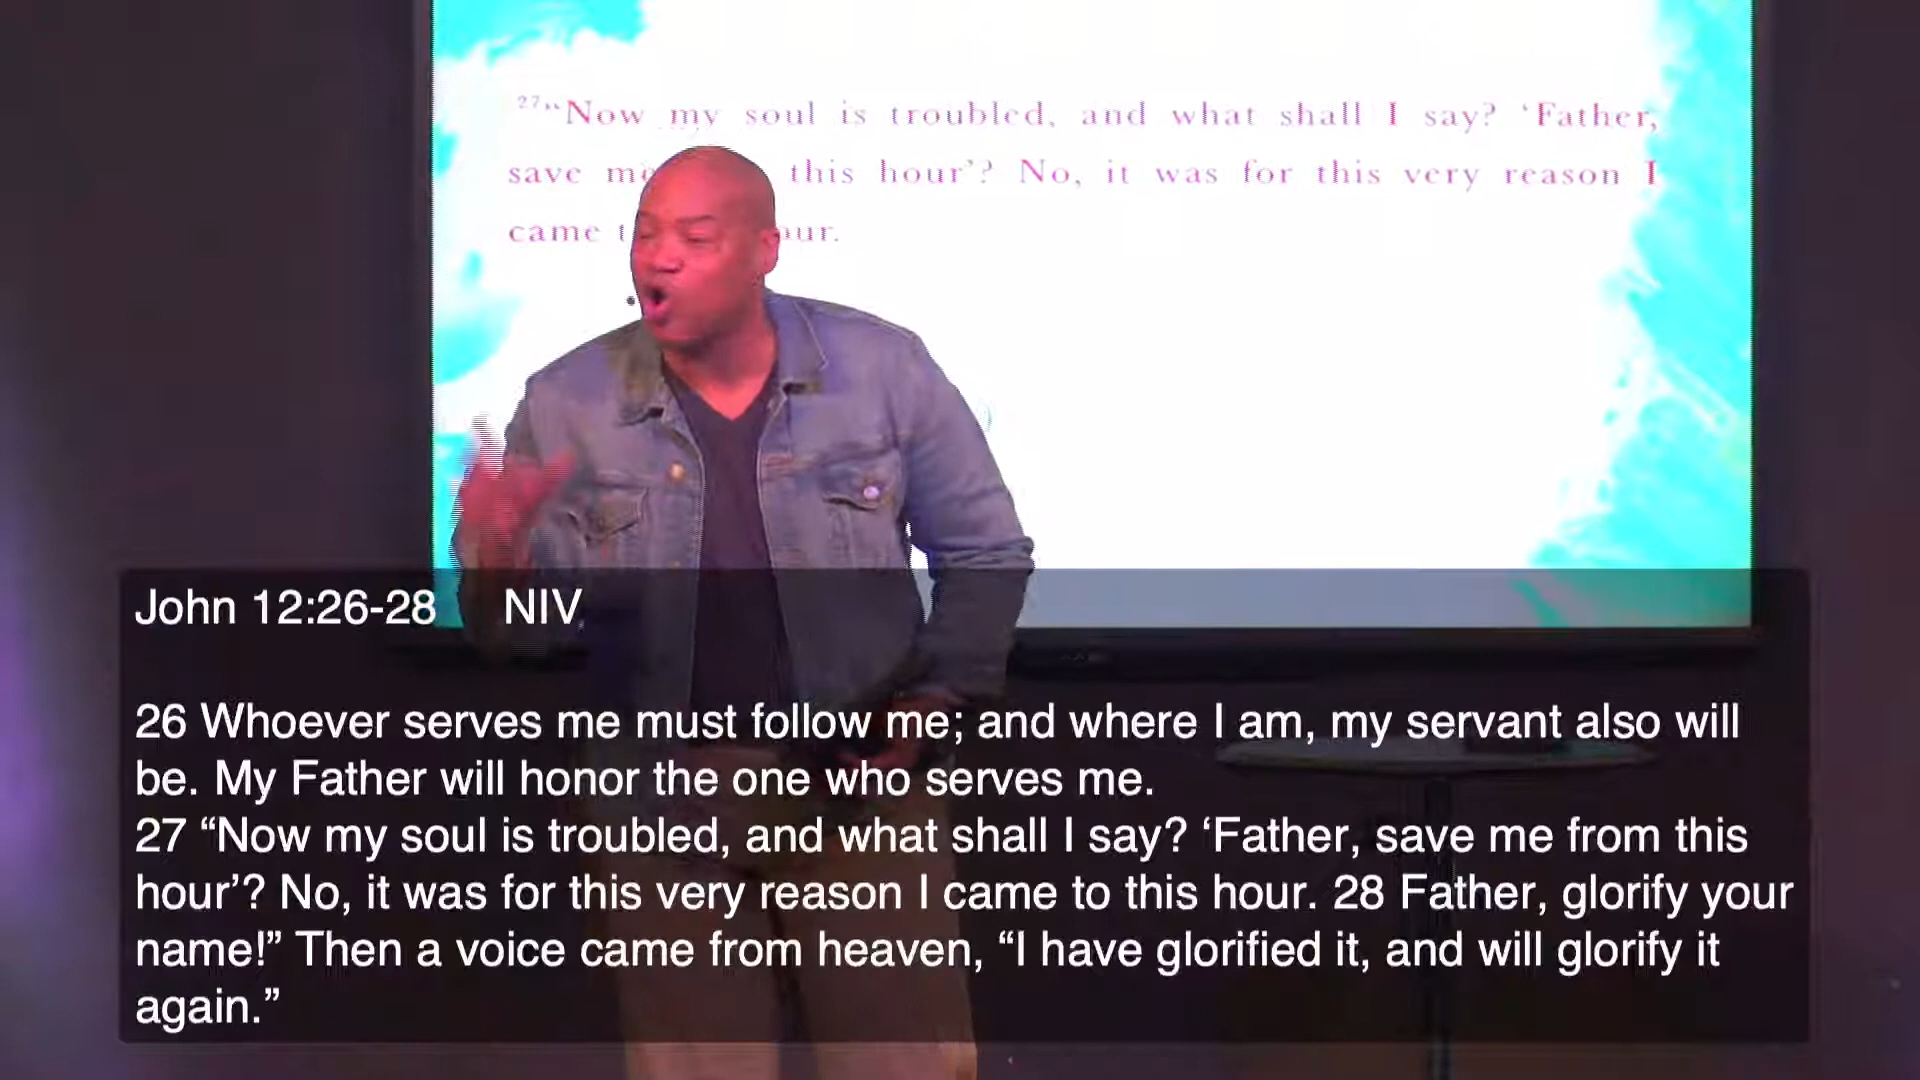 27“Now my soul is troubled, and what shall I say? ‘Father,
save me this hour’? No, it was for this very reason I
came our.
John 12:26-28 NIV
26 Whoever serves me must follow me; and where I am, my servant also will
be. My Father will honor the one who serves me.
27 “Now my soul is troubled, and what shall I say? ‘Father, save me from this
hour’? No, it was for this very reason I came to this hour. 28 Father, glorify your
name!” Then a voice came from heaven, “I have glorified it, and will glorify it
again.”